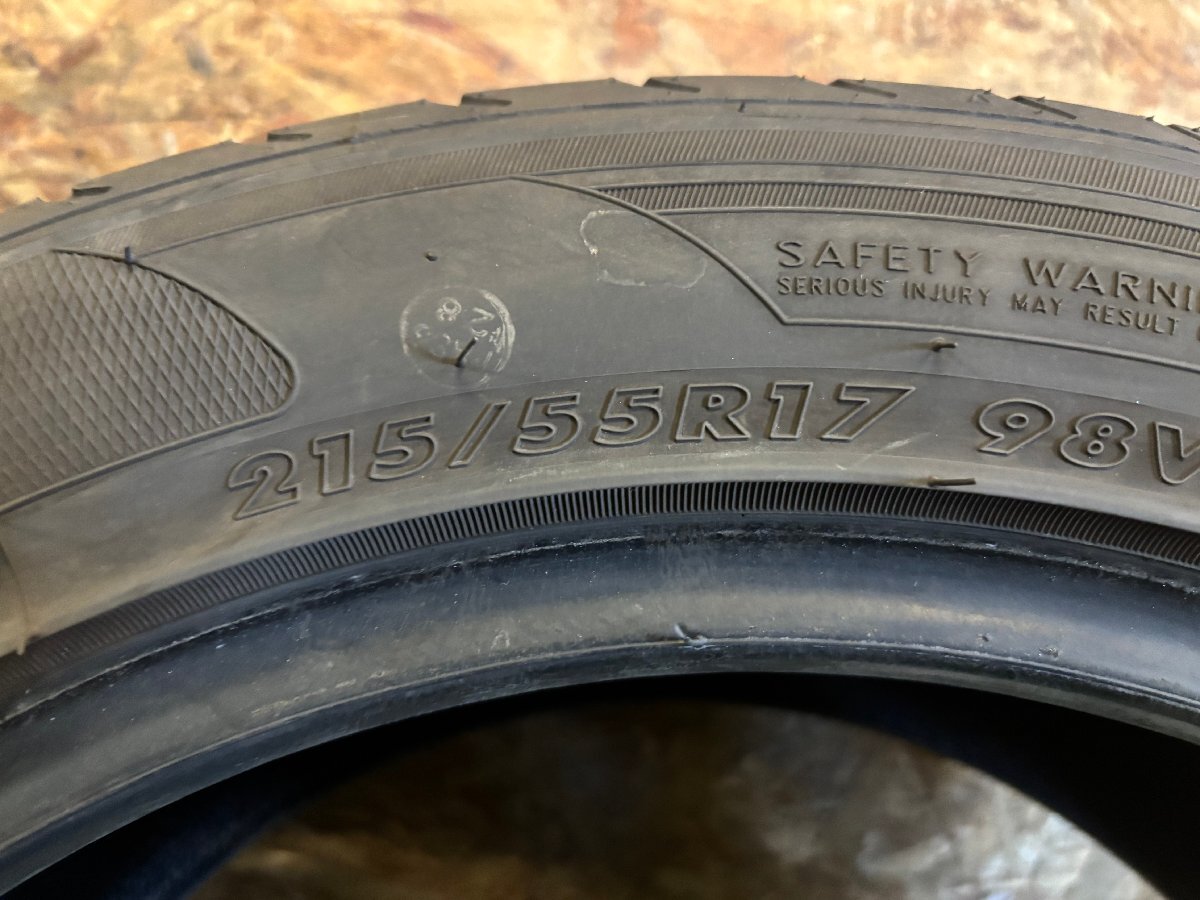 SAFETY WARNI
SERIOUS INJURY MAY RESULT
215/55R17 98V